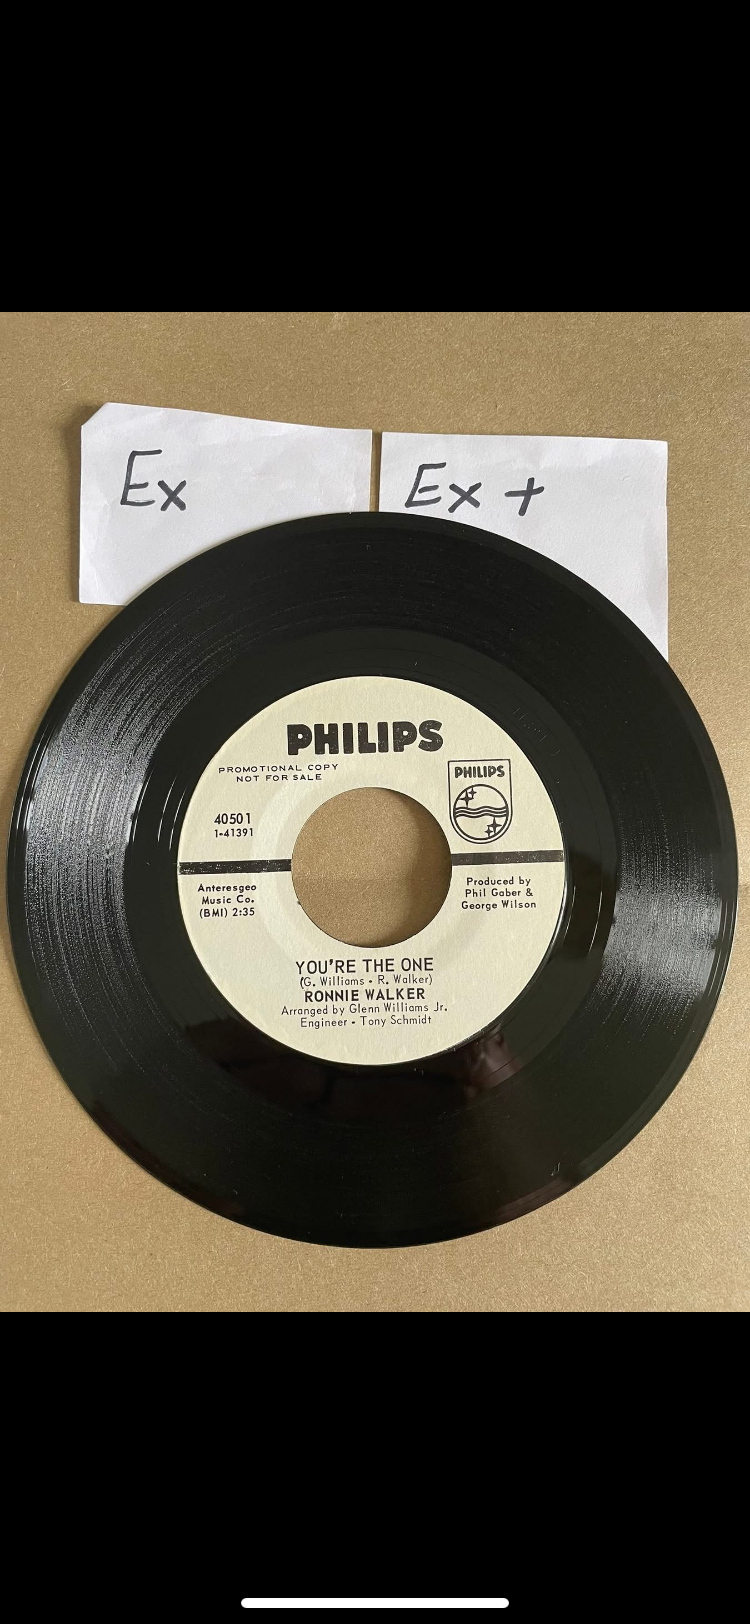 Ex
Ex +
PHILIPS
PROMOTIONAL COPY
NOT FOR SALE
PHILIPS
40501
1-41391
Anteresgeo
Music Co.
(BMI) 2:35
Produced by
Phil Gaber &
George Wilson
YOU'RE THE ONE
(G. Williams - R. Walker)
RONNIE WALKER
Arranged by Glenn Williams Jr.
Engineer - Tony Schmidt